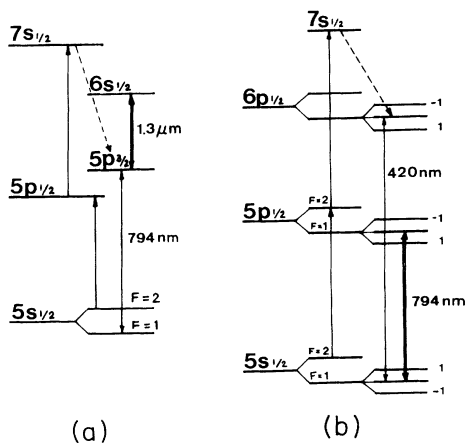 7s1/2
6s1/2
1.3μm
5p3/2
5p1/2
794 nm
5s1/2
F=2
F=1
(a)
7s1/2
6p1/2
-1
1
420nm
5p1/2
F=2
F=1
-1
1
794 nm
5s1/2
F=2
F=1
1
-1
(b)